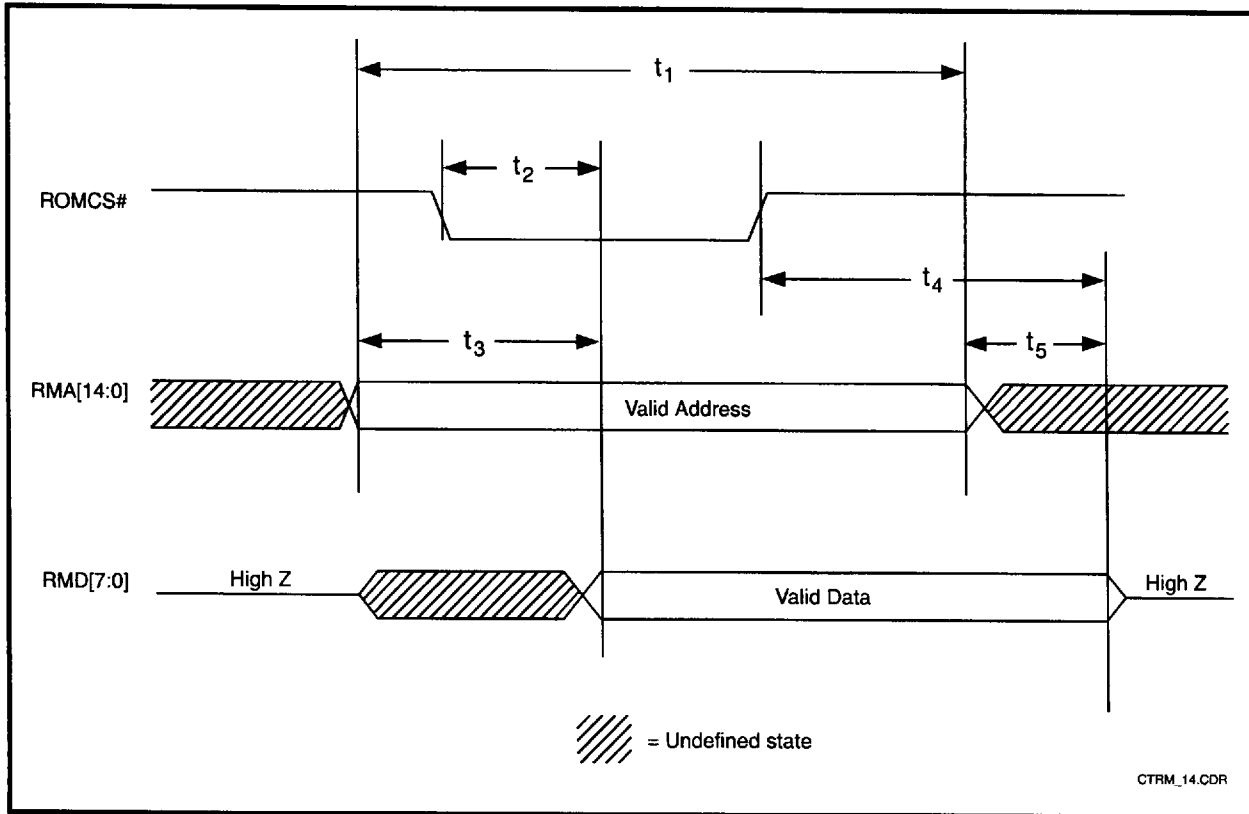 t1
t2
ROMCS#
t4
t3
t5
RMA[14:0]
Valid Address
RMD[7:0]
High Z
Valid Data
High Z
= Undefined state
CTRM_14.CDR